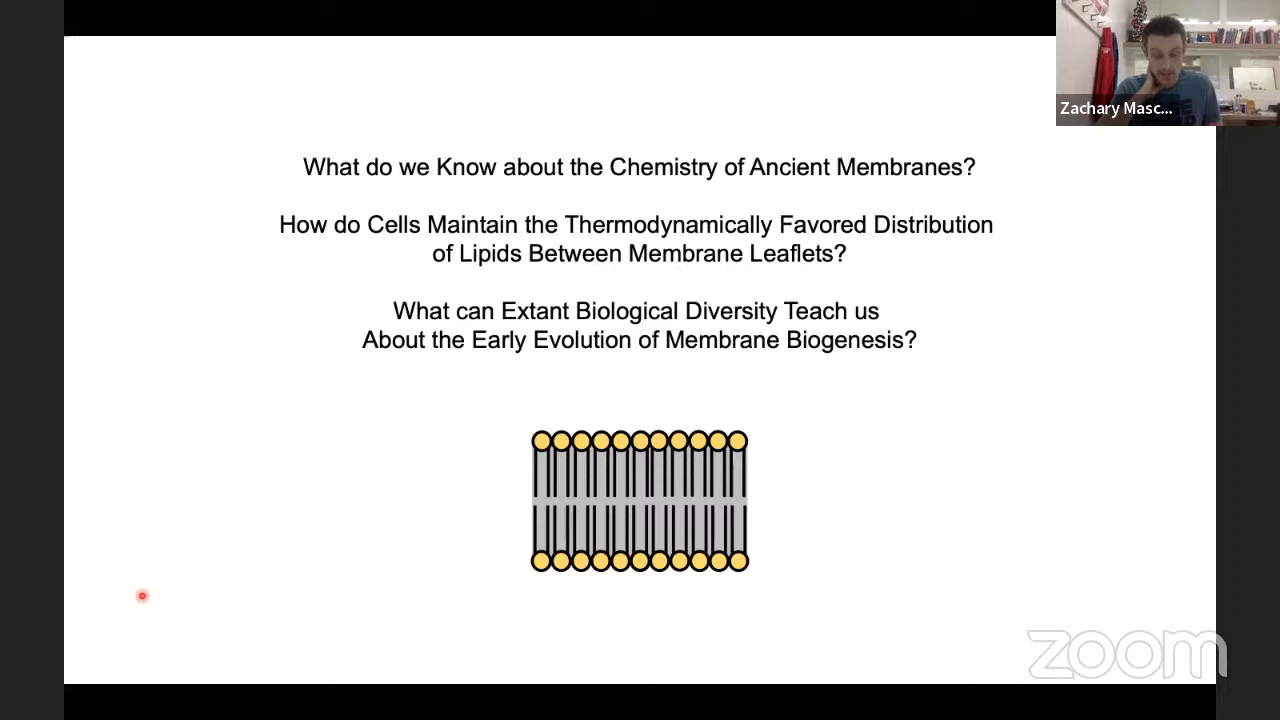 Zachary Masc...
What do we Know about the Chemistry of Ancient Membranes?
How do Cells Maintain the Thermodynamically Favored Distribution
of Lipids Between Membrane Leaflets?
What can Extant Biological Diversity Teach us
About the Early Evolution of Membrane Biogenesis?
zoom